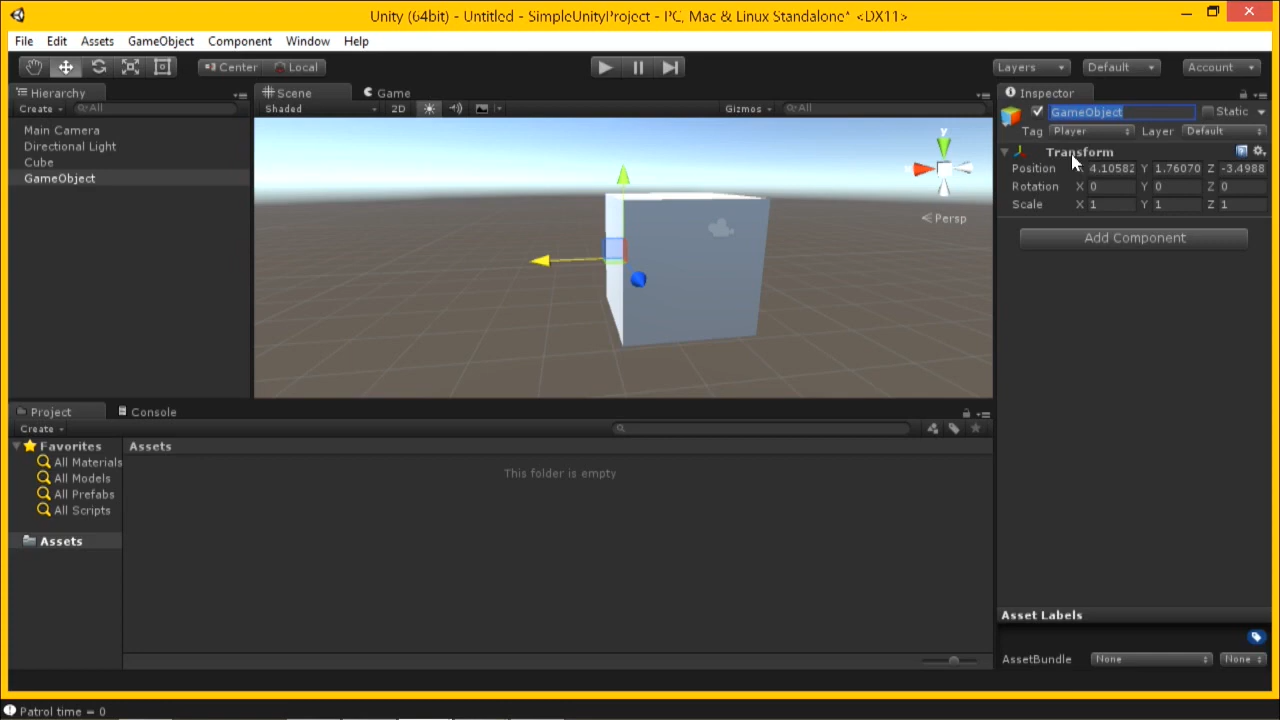 Unity (64bit) - Untitled - SimpleUnityProject - PC, Mac & Linux Standalone* <DX11>
File Edit Assets GameObject Component Window Help
Center Local Layers Default Account
Hierarchy
Create All
Main Camera
Directional Light
Cube
GameObject
Scene Game
Shaded 2D Gizmos All
y
Persp
Inspector
GameObject Static
Tag Player Layer Default
Transform
Position X 4.10582 Y 1.76070 Z -3.4988
Rotation X 0 Y 0 Z 0
Scale X 1 Y 1 Z 1
Add Component
Project Console
Create
Favorites
All Materials
All Models
All Prefabs
All Scripts
Assets
Assets
This folder is empty
Asset Labels
AssetBundle None None
Patrol time = 0